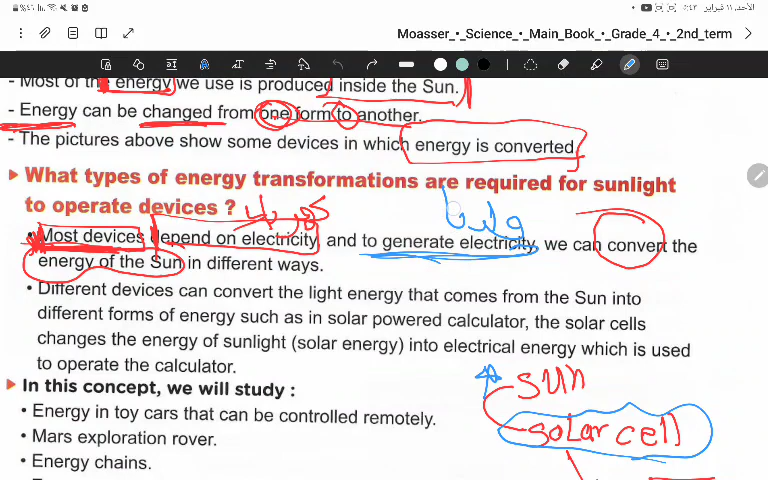 الأحد، ١١ فبراير ٥:٤٣
Moasser_•_Science_•_Main_Book_•_Grade_4_•_2nd_term
- Most of the energy we use is produced inside the Sun.
- Energy can be changed from one form to another.
- The pictures above show some devices in which energy is converted.
What types of energy transformations are required for sunlight
to operate devices ?
• Most devices depend on electricity, and to generate electricity, we can convert the
energy of the Sun in different ways.
• Different devices can convert the light energy that comes from the Sun into
different forms of energy such as in solar powered calculator, the solar cells
changes the energy of sunlight (solar energy) into electrical energy which is used
to operate the calculator.
In this concept, we will study :
• Energy in toy cars that can be controlled remotely.
• Mars exploration rover.
• Energy chains.
sun
solar cell